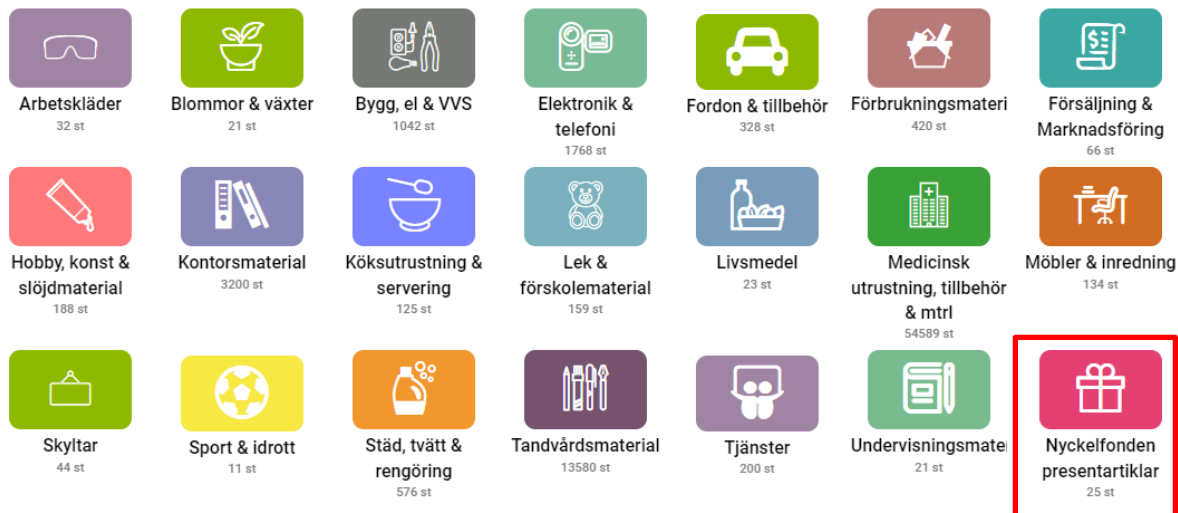 Arbetskläder
32 st
Blommor & växter
21 st
Bygg, el & VVS
1042 st
Elektronik &
telefoni
1768 st
Fordon & tillbehör
328 st
Förbrukningsmateri
420 st
Försäljning &
Marknadsföring
66 st
Hobby, konst &
slöjdmaterial
188 st
Kontorsmaterial
3200 st
Köksutrustning &
servering
125 st
Lek &
förskolematerial
159 st
Livsmedel
23 st
Medicinsk
utrustning, tillbehör
& mtrl
54589 st
Möbler & inredning
134 st
Skyltar
44 st
Sport & idrott
11 st
Städ, tvätt &
rengöring
576 st
Tandvårdsmaterial
13580 st
Tjänster
200 st
Undervisningsmate
21 st
Nyckelfonden
presentartiklar
25 st